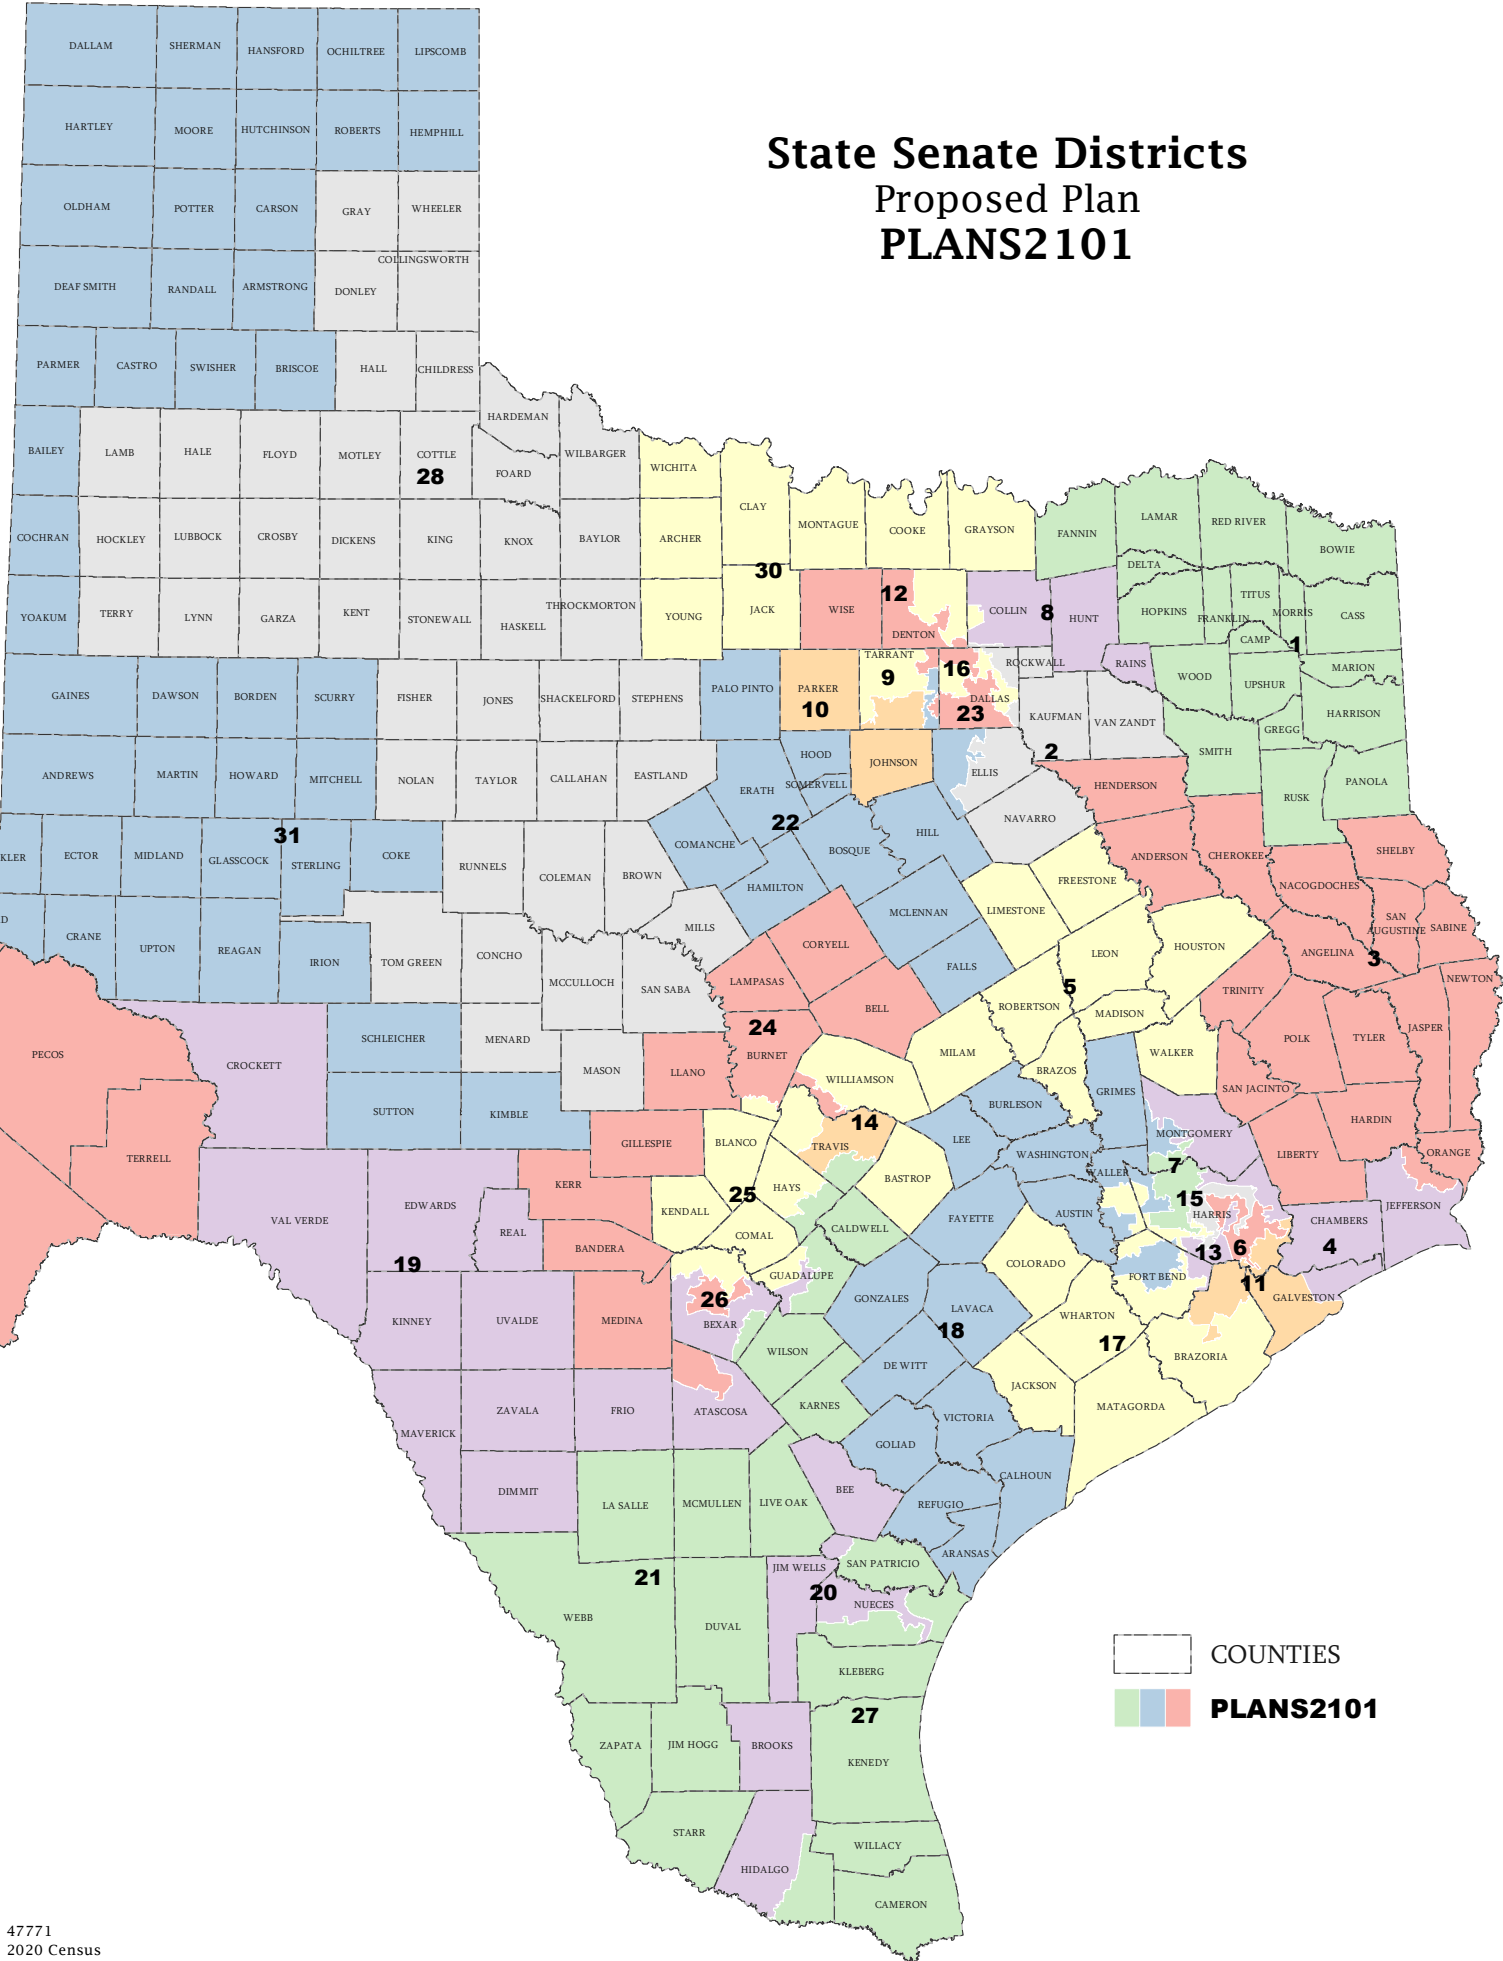 State Senate Districts
Proposed Plan
PLANS2101
DALLAM
SHERMAN
HANSFORD
OCHILTREE
LIPSCOMB
HARTLEY
MOORE
HUTCHINSON
ROBERTS
HEMPHILL
OLDHAM
POTTER
CARSON
GRAY
WHEELER
COLLINGSWORTH
DEAF SMITH
RANDALL
ARMSTRONG
DONLEY
PARMER
CASTRO
SWISHER
BRISCOE
HALL
CHILDRESS
HARDEMAN
BAILEY
LAMB
HALE
FLOYD
MOTLEY
COTTLE
28
FOARD
WILBARGER
WICHITA
CLAY
MONTAGUE
COOKE
GRAYSON
FANNIN
LAMAR
RED RIVER
BOWIE
COCHRAN
HOCKLEY
LUBBOCK
CROSBY
DICKENS
KING
KNOX
BAYLOR
ARCHER
30
DELTA
YOAKUM
TERRY
LYNN
GARZA
KENT
STONEWALL
HASKELL
THROCKMORTON
YOUNG
JACK
WISE
12
DENTON
COLLIN
8
HUNT
HOPKINS
FRANKLIN
TITUS
MORRIS
CASS
CAMP
1
GAINES
DAWSON
BORDEN
SCURRY
FISHER
JONES
SHACKELFORD
STEPHENS
PALO PINTO
PARKER
10
TARRANT
9
16
DALLAS
23
ROCKWALL
RAINS
WOOD
UPSHUR
MARION
HARRISON
KAUFMAN
VAN ZANDT
2
SMITH
GREGG
ANDREWS
MARTIN
HOWARD
MITCHELL
NOLAN
TAYLOR
CALLAHAN
EASTLAND
ERATH
HOOD
SOMERVELL
JOHNSON
ELLIS
HENDERSON
RUSK
PANOLA
31
22
NAVARRO
KLER
ECTOR
MIDLAND
GLASSCOCK
STERLING
COKE
RUNNELS
COLEMAN
BROWN
COMANCHE
BOSQUE
HILL
ANDERSON
CHEROKEE
SHELBY
HAMILTON
FREESTONE
NACOGDOCHES
D
CRANE
UPTON
REAGAN
IRION
TOM GREEN
CONCHO
MCCULLOCH
SAN SABA
MILLS
CORYELL
MCLENNAN
LIMESTONE
LEON
HOUSTON
SAN
AUGUSTINE
SABINE
ANGELINA
3
LAMPASAS
FALLS
5
TRINITY
NEWTON
BELL
ROBERTSON
MADISON
PECOS
CROCKETT
SCHLEICHER
MENARD
MASON
LLANO
24
BURNET
WILLIAMSON
MILAM
BRAZOS
GRIMES
WALKER
POLK
TYLER
JASPER
SAN JACINTO
HARDIN
SUTTON
KIMBLE
GILLESPIE
BLANCO
14
TRAVIS
LEE
BURLESON
WASHINGTON
MONTGOMERY
LIBERTY
ORANGE
TERRELL
KERR
KENDALL
25
HAYS
BASTROP
WALLER
7
15
HARRIS
VAL VERDE
EDWARDS
REAL
BANDERA
COMAL
CALDWELL
FAYETTE
AUSTIN
CHAMBERS
4
JEFFERSON
13
6
19
GUADALUPE
COLORADO
FORT BEND
11
GALVESTON
KINNEY
UVALDE
MEDINA
26
BEXAR
GONZALES
LAVACA
18
WHARTON
17
WILSON
DE WITT
BRAZORIA
JACKSON
MATAGORDA
MAVERICK
ZAVALA
FRIO
ATASCOSA
KARNES
VICTORIA
GOLIAD
CALHOUN
DIMMIT
LA SALLE
MCMULLEN
LIVE OAK
BEE
REFUGIO
ARANSAS
SAN PATRICIO
21
JIM WELLS
20
NUECES
WEBB
DUVAL
KLEBERG
27
ZAPATA
JIM HOGG
BROOKS
KENEDY
STARR
HIDALGO
WILLACY
CAMERON
COUNTIES
PLANS2101
47771
2020 Census